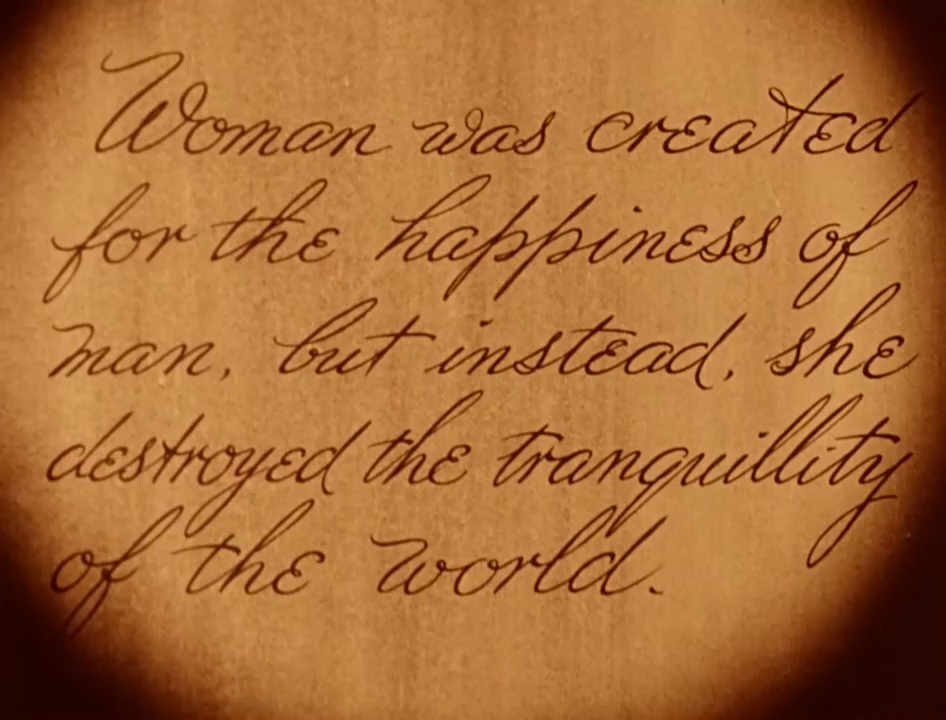 Woman was created
for the happiness of
man, but instead, she
destroyed the tranquillity
of the world.